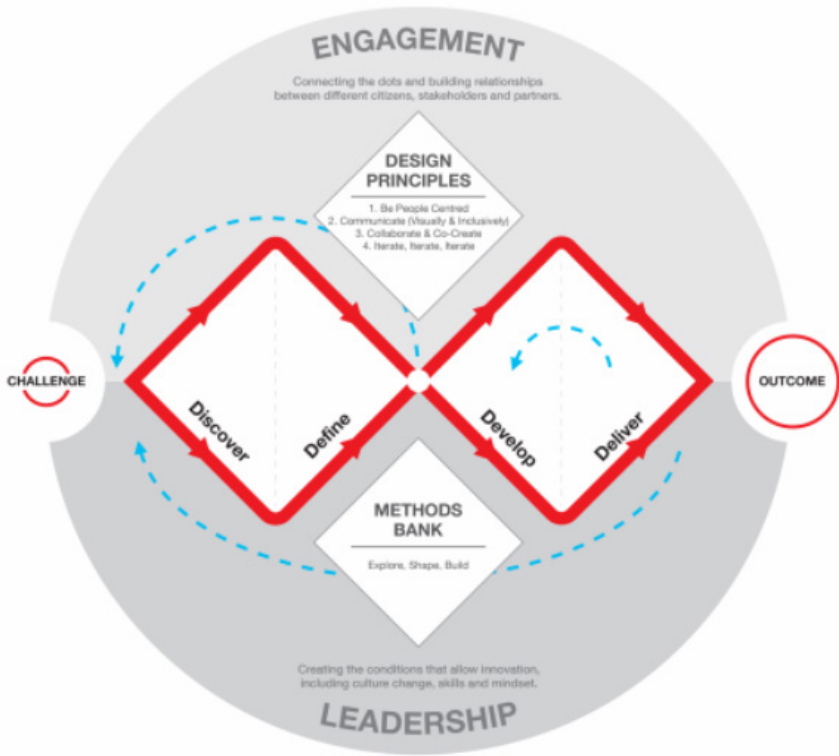 ENGAGEMENT
Connecting the dots and building relationships
between different citizens, stakeholders and partners.
DESIGN
PRINCIPLES
1. Be People Centred
2. Communicate (Visually & Inclusively)
3. Collaborate & Co-Create
4. Iterate, Iterate, Iterate
CHALLENGE
OUTCOME
Discover
Define
Develop
Deliver
METHODS
BANK
Explore, Shape, Build
Creating the conditions that allow innovation,
including culture change, skills and mindset.
LEADERSHIP